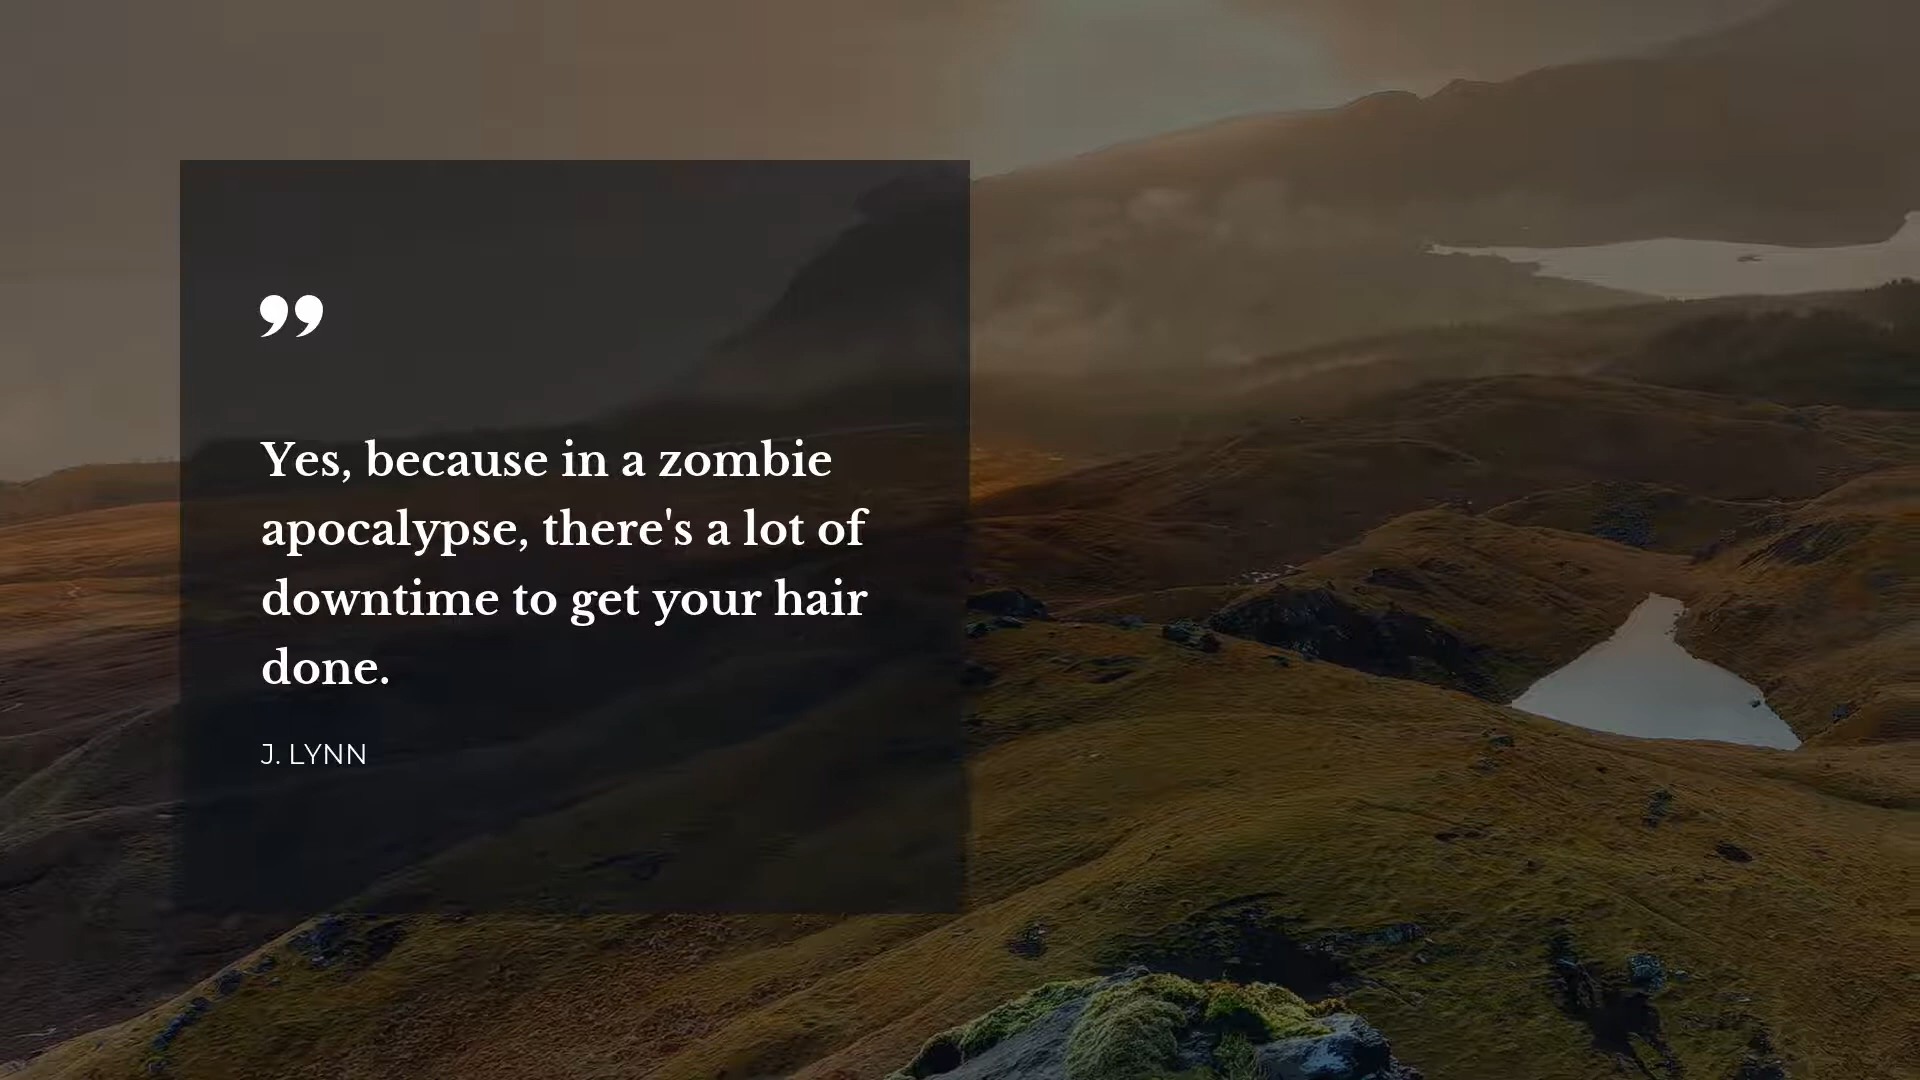 ”
Yes, because in a zombie
apocalypse, there's a lot of
downtime to get your hair
done.
J. LYNN